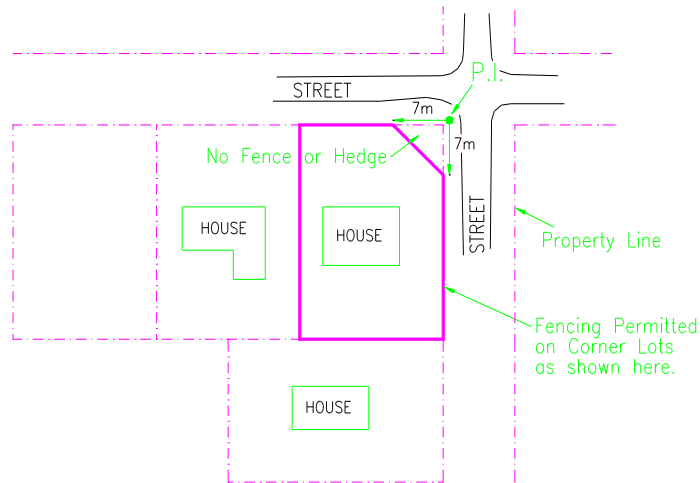 P.I.
STREET
7m
7m
No Fence or Hedge
HOUSE
HOUSE
STREET
Property Line
Fencing Permitted
on Corner Lots
as shown here.
HOUSE